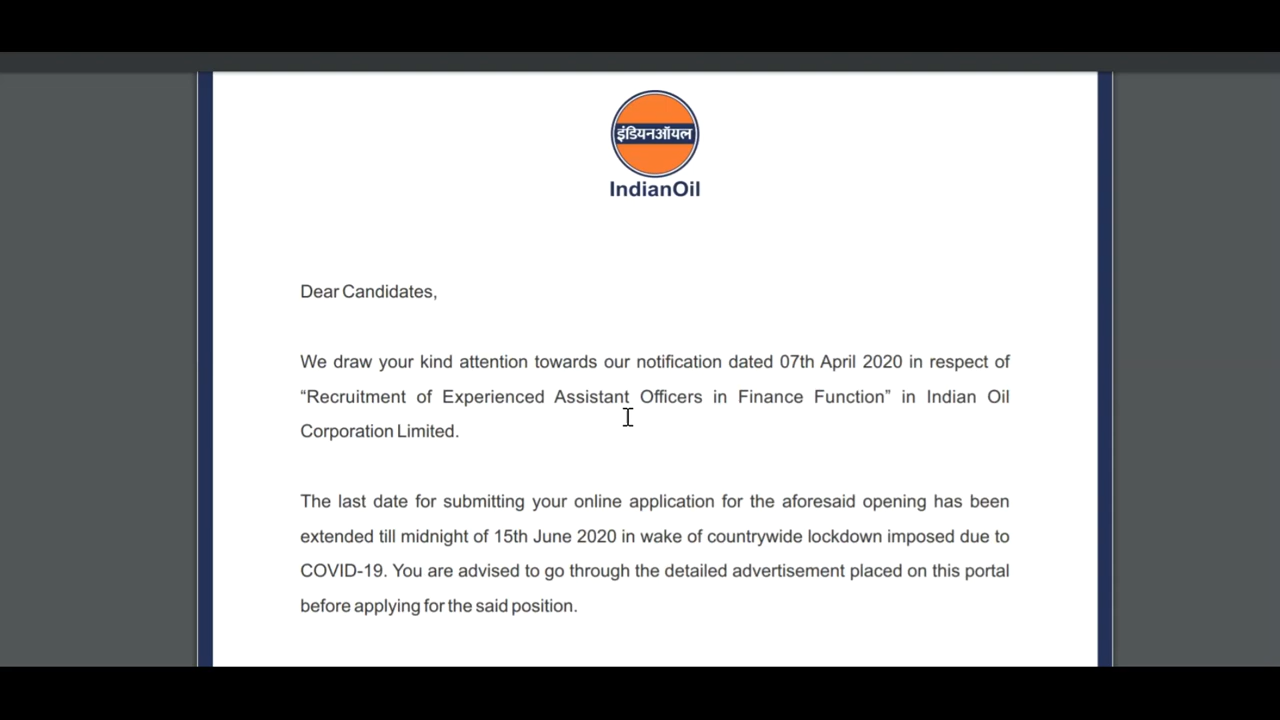 इंडियनऑयल
IndianOil
Dear Candidates,
We draw your kind attention towards our notification dated 07th April 2020 in respect of
“Recruitment of Experienced Assistant Officers in Finance Function” in Indian Oil
Corporation Limited.
The last date for submitting your online application for the aforesaid opening has been
extended till midnight of 15th June 2020 in wake of countrywide lockdown imposed due to
COVID-19. You are advised to go through the detailed advertisement placed on this portal
before applying for the said position.